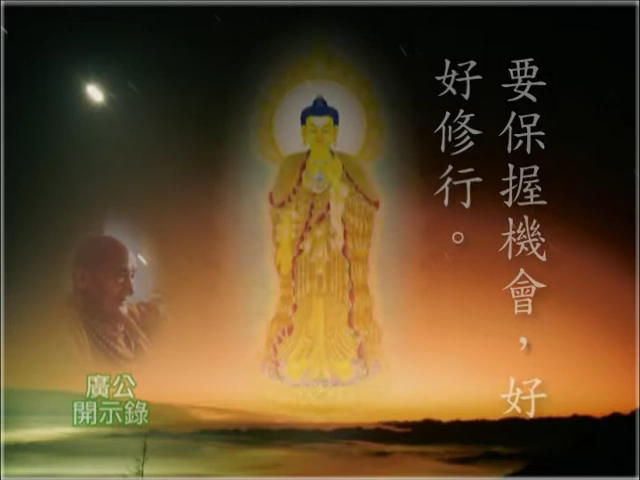 要保握機會，好
好修行。
廣公
開示錄